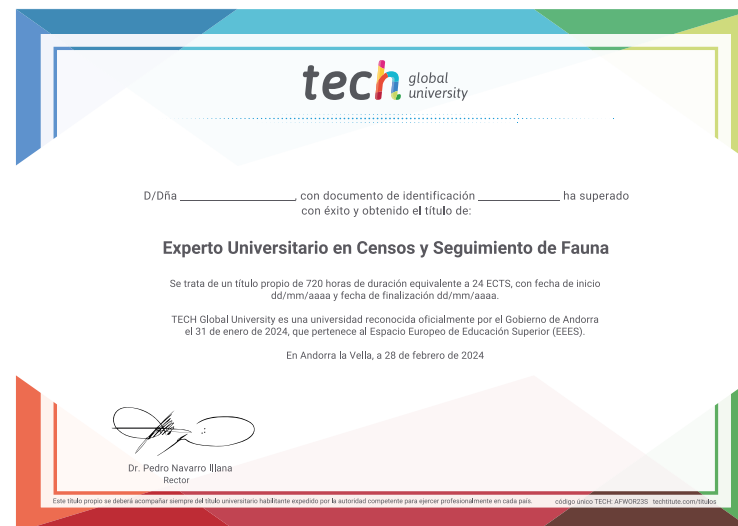 tech global university
D/Dña ______________, con documento de identificación ____________ ha superado
con éxito y obtenido el título de:
Experto Universitario en Censos y Seguimiento de Fauna
Se trata de un título propio de 720 horas de duración equivalente a 24 ECTS, con fecha de inicio
dd/mm/aaaa y fecha de finalización dd/mm/aaaa.
TECH Global University es una universidad reconocida oficialmente por el Gobierno de Andorra
el 31 de enero de 2024, que pertenece al Espacio Europeo de Educación Superior (EEES).
En Andorra la Vella, a 28 de febrero de 2024
Dr. Pedro Navarro Illana
Rector
Este título propio se deberá acompañar siempre del título universitario habilitante expedido por la autoridad competente para ejercer profesionalmente en cada país. código único TECH: AFWOR23S techtitute.com/titulos